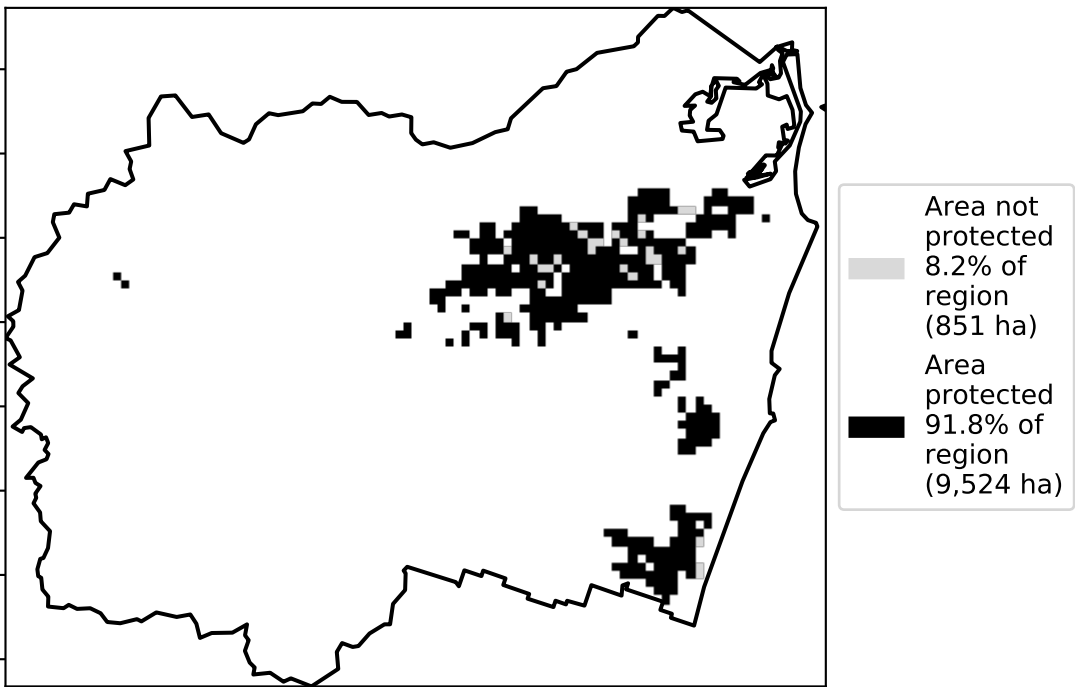 Area not
protected
8.2% of
region
(851 ha)
Area
protected
91.8% of
region
(9,524 ha)